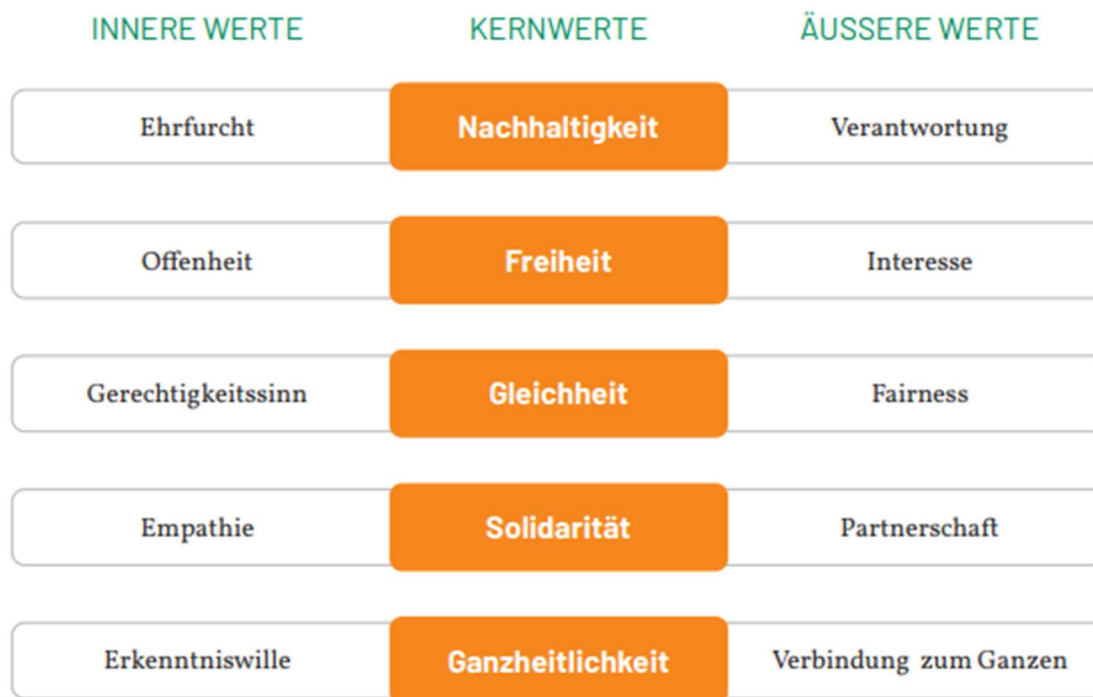 INNERE WERTE KERNWERTE ÄUSSERE WERTE
Ehrfurcht Nachhaltigkeit Verantwortung
Offenheit Freiheit Interesse
Gerechtigkeitssinn Gleichheit Fairness
Empathie Solidarität Partnerschaft
Erkenntniswille Ganzheitlichkeit Verbindung zum Ganzen